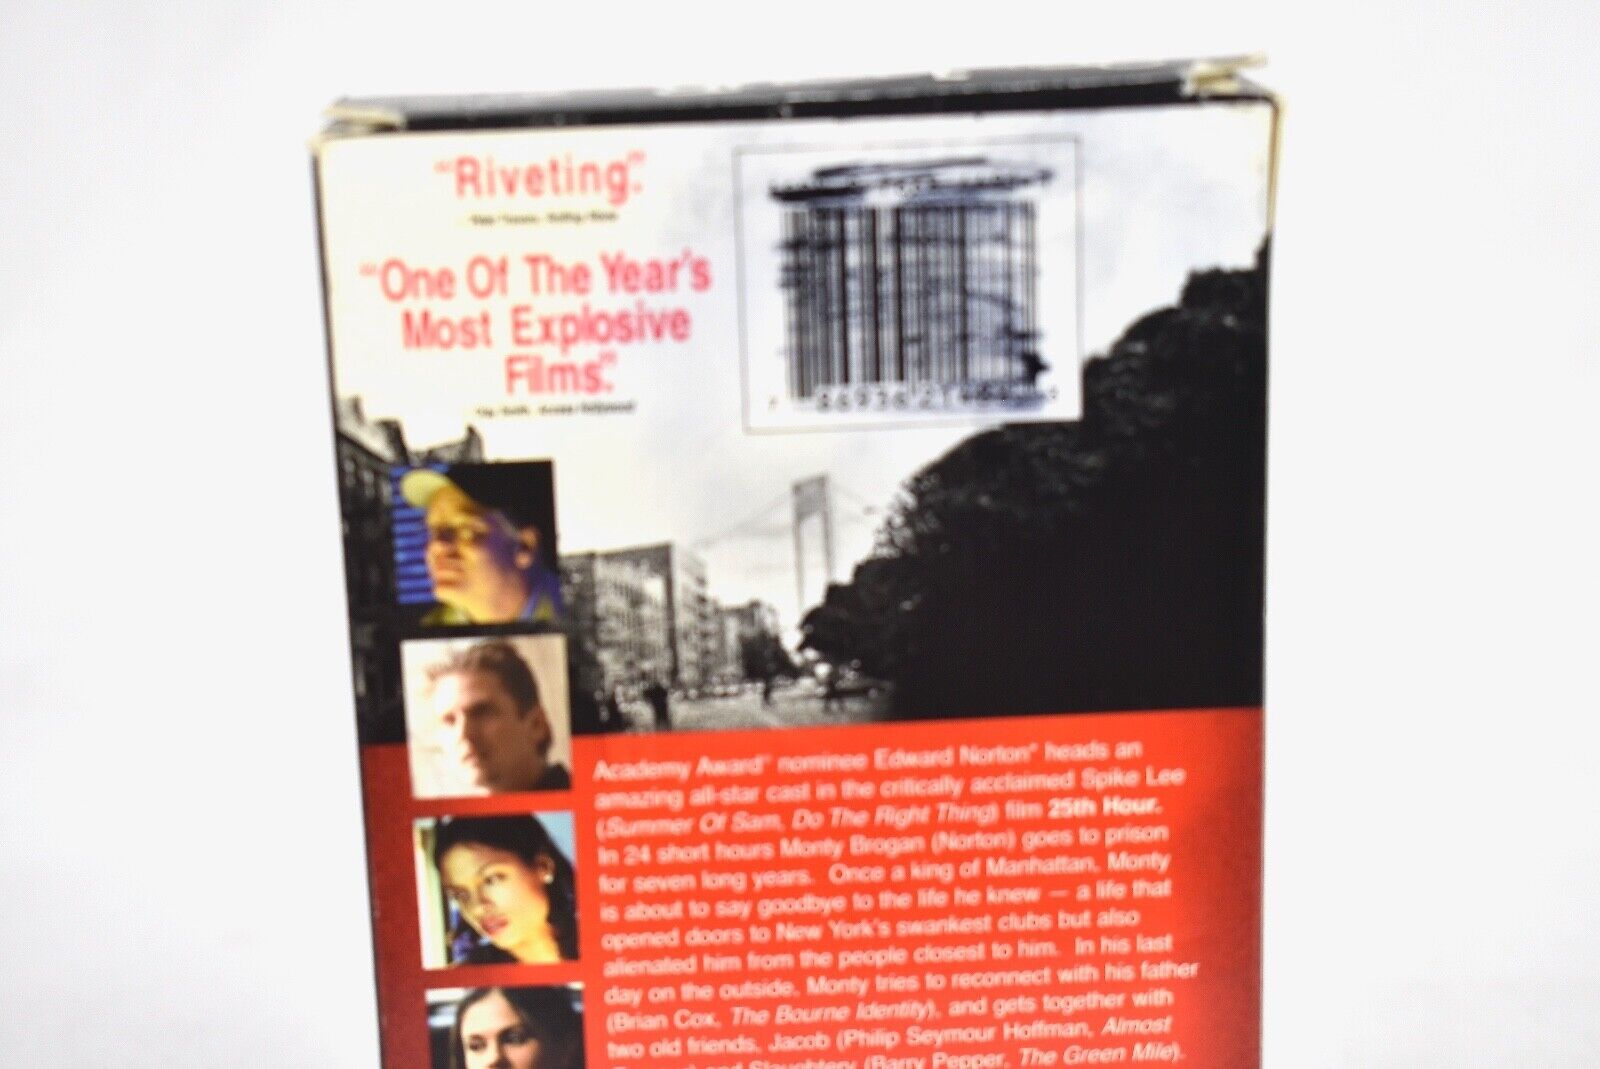 "Riveting."
"One Of The Year's
Most Explosive
Films."
Academy Award® nominee Edward Norton* heads an
amazing all-star cast in the critically acclaimed Spike Lee
(Summer Of Sam, Do The Right Thing) film 25th Hour.
In 24 short hours Monty Brogan (Norton) goes to prison
for seven long years. Once a king of Manhattan, Monty
is about to say goodbye to the life he knew — a life that
opened doors to New York's swankest clubs but also
alienated him from the people closest to him. In his last
day on the outside, Monty tries to reconnect with his father
(Brian Cox, The Bourne Identity), and gets together with
two old friends, Jacob (Philip Seymour Hoffman, Almost
and Slaughtery (Barry Pepper, The Green Mile).